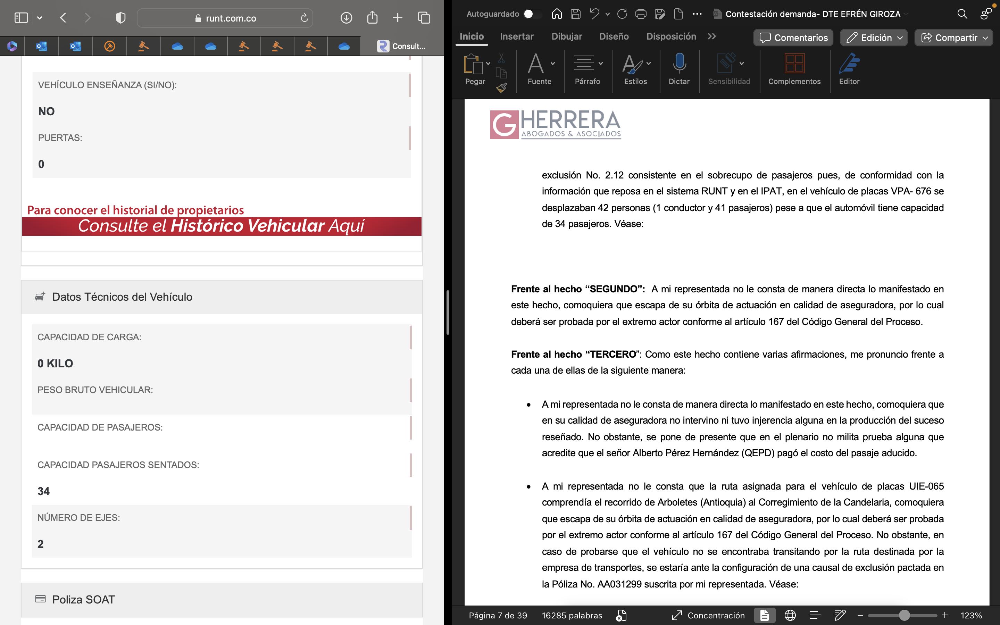 runt.com.co
Consult...
VEHÍCULO ENSEÑANZA (SI/NO):
NO
PUERTAS:
0
Para conocer el historial de propietarios
Consulte el Histórico Vehicular Aquí
Datos Técnicos del Vehículo
CAPACIDAD DE CARGA:
0 KILO
PESO BRUTO VEHICULAR:
CAPACIDAD DE PASAJEROS:
CAPACIDAD PASAJEROS SENTADOS:
34
NÚMERO DE EJES:
2
Poliza SOAT
Autoguardado
Contestación demanda- DTE EFRÉN GIROZA
Inicio Insertar Dibujar Diseño Disposición
Comentarios Edición Compartir
Pegar Fuente Párrafo Estilos Dictar Sensibilidad Complementos Editor
G HERRERA
ABOGADOS & ASOCIADOS
exclusión No. 2.12 consistente en el sobrecupo de pasajeros pues, de conformidad con la
información que reposa en el sistema RUNT y en el IPAT, en el vehículo de placas VPA- 676 se
desplazaban 42 personas (1 conductor y 41 pasajeros) pese a que el automóvil tiene capacidad
de 34 pasajeros. Véase:
Frente al hecho “SEGUNDO”: A mi representada no le consta de manera directa lo manifestado en
este hecho, comoquiera que escapa de su órbita de actuación en calidad de aseguradora, por lo cual
deberá ser probada por el extremo actor conforme al artículo 167 del Código General del Proceso.
Frente al hecho “TERCERO”: Como este hecho contiene varias afirmaciones, me pronuncio frente a
cada una de ellas de la siguiente manera:
• A mi representada no le consta de manera directa lo manifestado en este hecho, comoquiera que
en su calidad de aseguradora no intervino ni tuvo injerencia alguna en la producción del suceso
reseñado. No obstante, se pone de presente que en el plenario no milita prueba alguna que
acredite que el señor Alberto Pérez Hernández (QEPD) pagó el costo del pasaje aducido.
• A mi representada no le consta que la ruta asignada para el vehículo de placas UIE-065
comprendía el recorrido de Arboletes (Antioquia) al Corregimiento de la Candelaria, comoquiera
que escapa de su órbita de actuación en calidad de aseguradora, por lo cual deberá ser probada
por el extremo actor conforme al artículo 167 del Código General del Proceso. No obstante, en
caso de probarse que el vehículo no se encontraba transitando por la ruta destinada por la
empresa de transportes, se estaría ante la configuración de una causal de exclusión pactada en
la Póliza No. AA031299 suscrita por mi representada. Véase:
Página 7 de 39 16285 palabras Concentración 123%